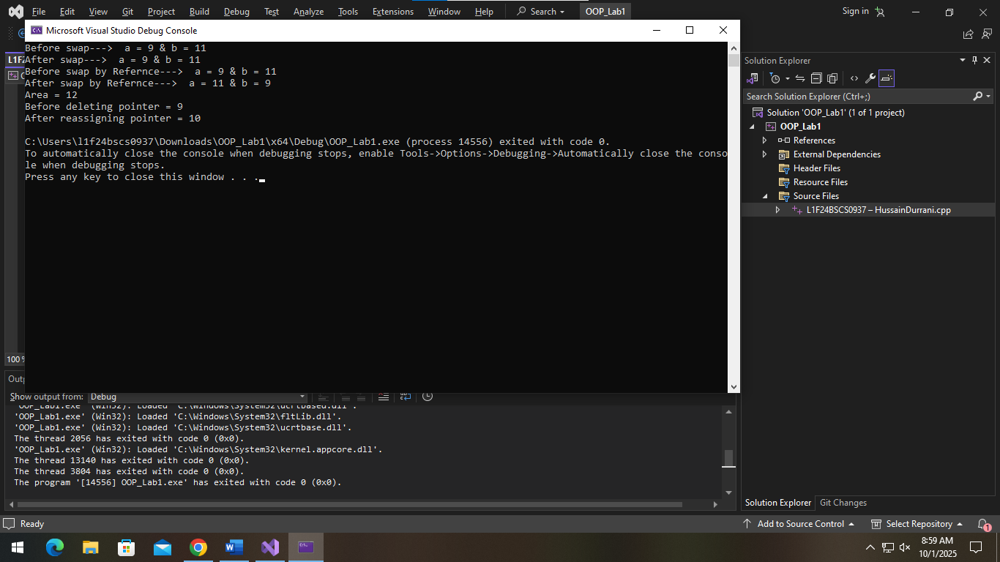 File Edit View Git Project Build Debug Test Analyze Tools Extensions Window Help Search OOP_Lab1 Sign in
Microsoft Visual Studio Debug Console
L1F2
Before swap---> a = 9 & b = 11
After swap---> a = 9 & b = 11
Before swap by Refernce---> a = 9 & b = 11
After swap by Refernce---> a = 11 & b = 9
Area = 12
Before deleting pointer = 9
After reassigning pointer = 10
C:\Users\l1f24bscs0937\Downloads\OOP_Lab1\x64\Debug\OOP_Lab1.exe (process 14556) exited with code 0.
To automatically close the console when debugging stops, enable Tools->Options->Debugging->Automatically close the conso
le when debugging stops.
Press any key to close this window . . .
100 %
Outp
Show output from: Debug
'OOP_Lab1.exe' (Win32): Loaded 'C:\Windows\System32\ucrtbased.dll'.
'OOP_Lab1.exe' (Win32): Loaded 'C:\Windows\System32\fltLib.dll'.
'OOP_Lab1.exe' (Win32): Loaded 'C:\Windows\System32\ucrtbase.dll'.
The thread 2056 has exited with code 0 (0x0).
'OOP_Lab1.exe' (Win32): Loaded 'C:\Windows\System32\kernel.appcore.dll'.
The thread 13140 has exited with code 0 (0x0).
The thread 3804 has exited with code 0 (0x0).
The program '[14556] OOP_Lab1.exe' has exited with code 0 (0x0).
Solution Explorer
Search Solution Explorer (Ctrl+;)
Solution 'OOP_Lab1' (1 of 1 project)
OOP_Lab1
References
External Dependencies
Header Files
Resource Files
Source Files
L1F24BSCS0937 – HussainDurrani.cpp
Solution Explorer Git Changes
Ready Add to Source Control Select Repository 1
8:59 AM
10/1/2025